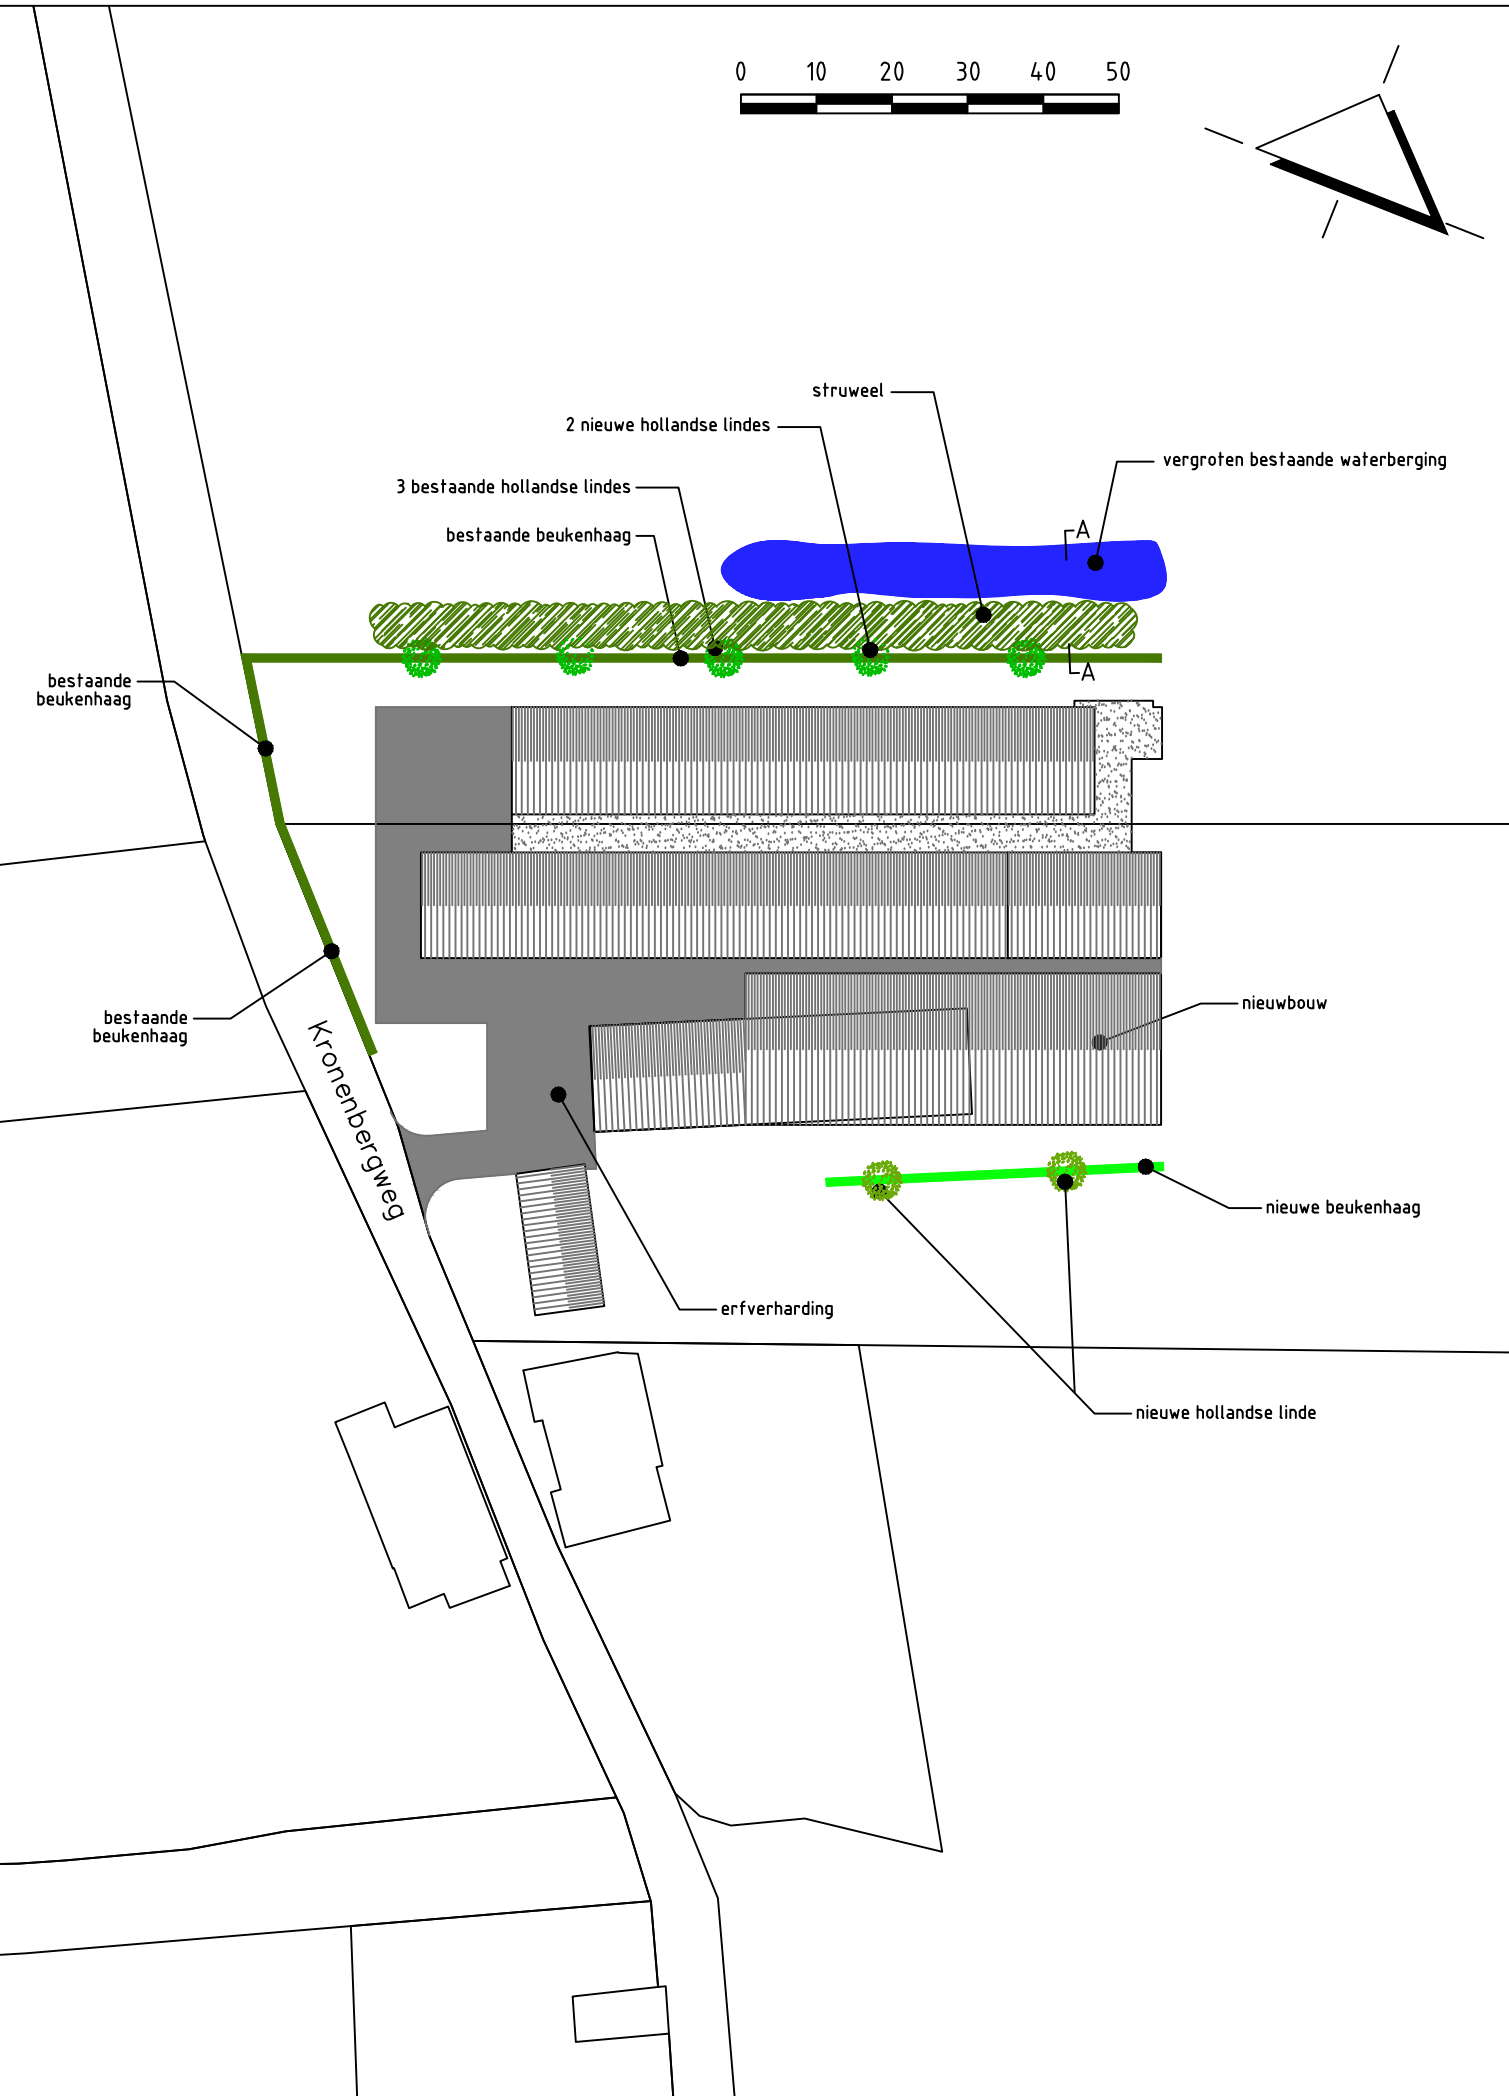 0 10 20 30 40 50
struweel
2 nieuwe hollandse lindes
vergroten bestaande waterberging
3 bestaande hollandse lindes
bestaande beukenhaag
A
A
bestaande
beukenhaag
nieuwbouw
bestaande
beukenhaag
Kronenbergweg
nieuwe beukenhaag
erfverharding
nieuwe hollandse linde